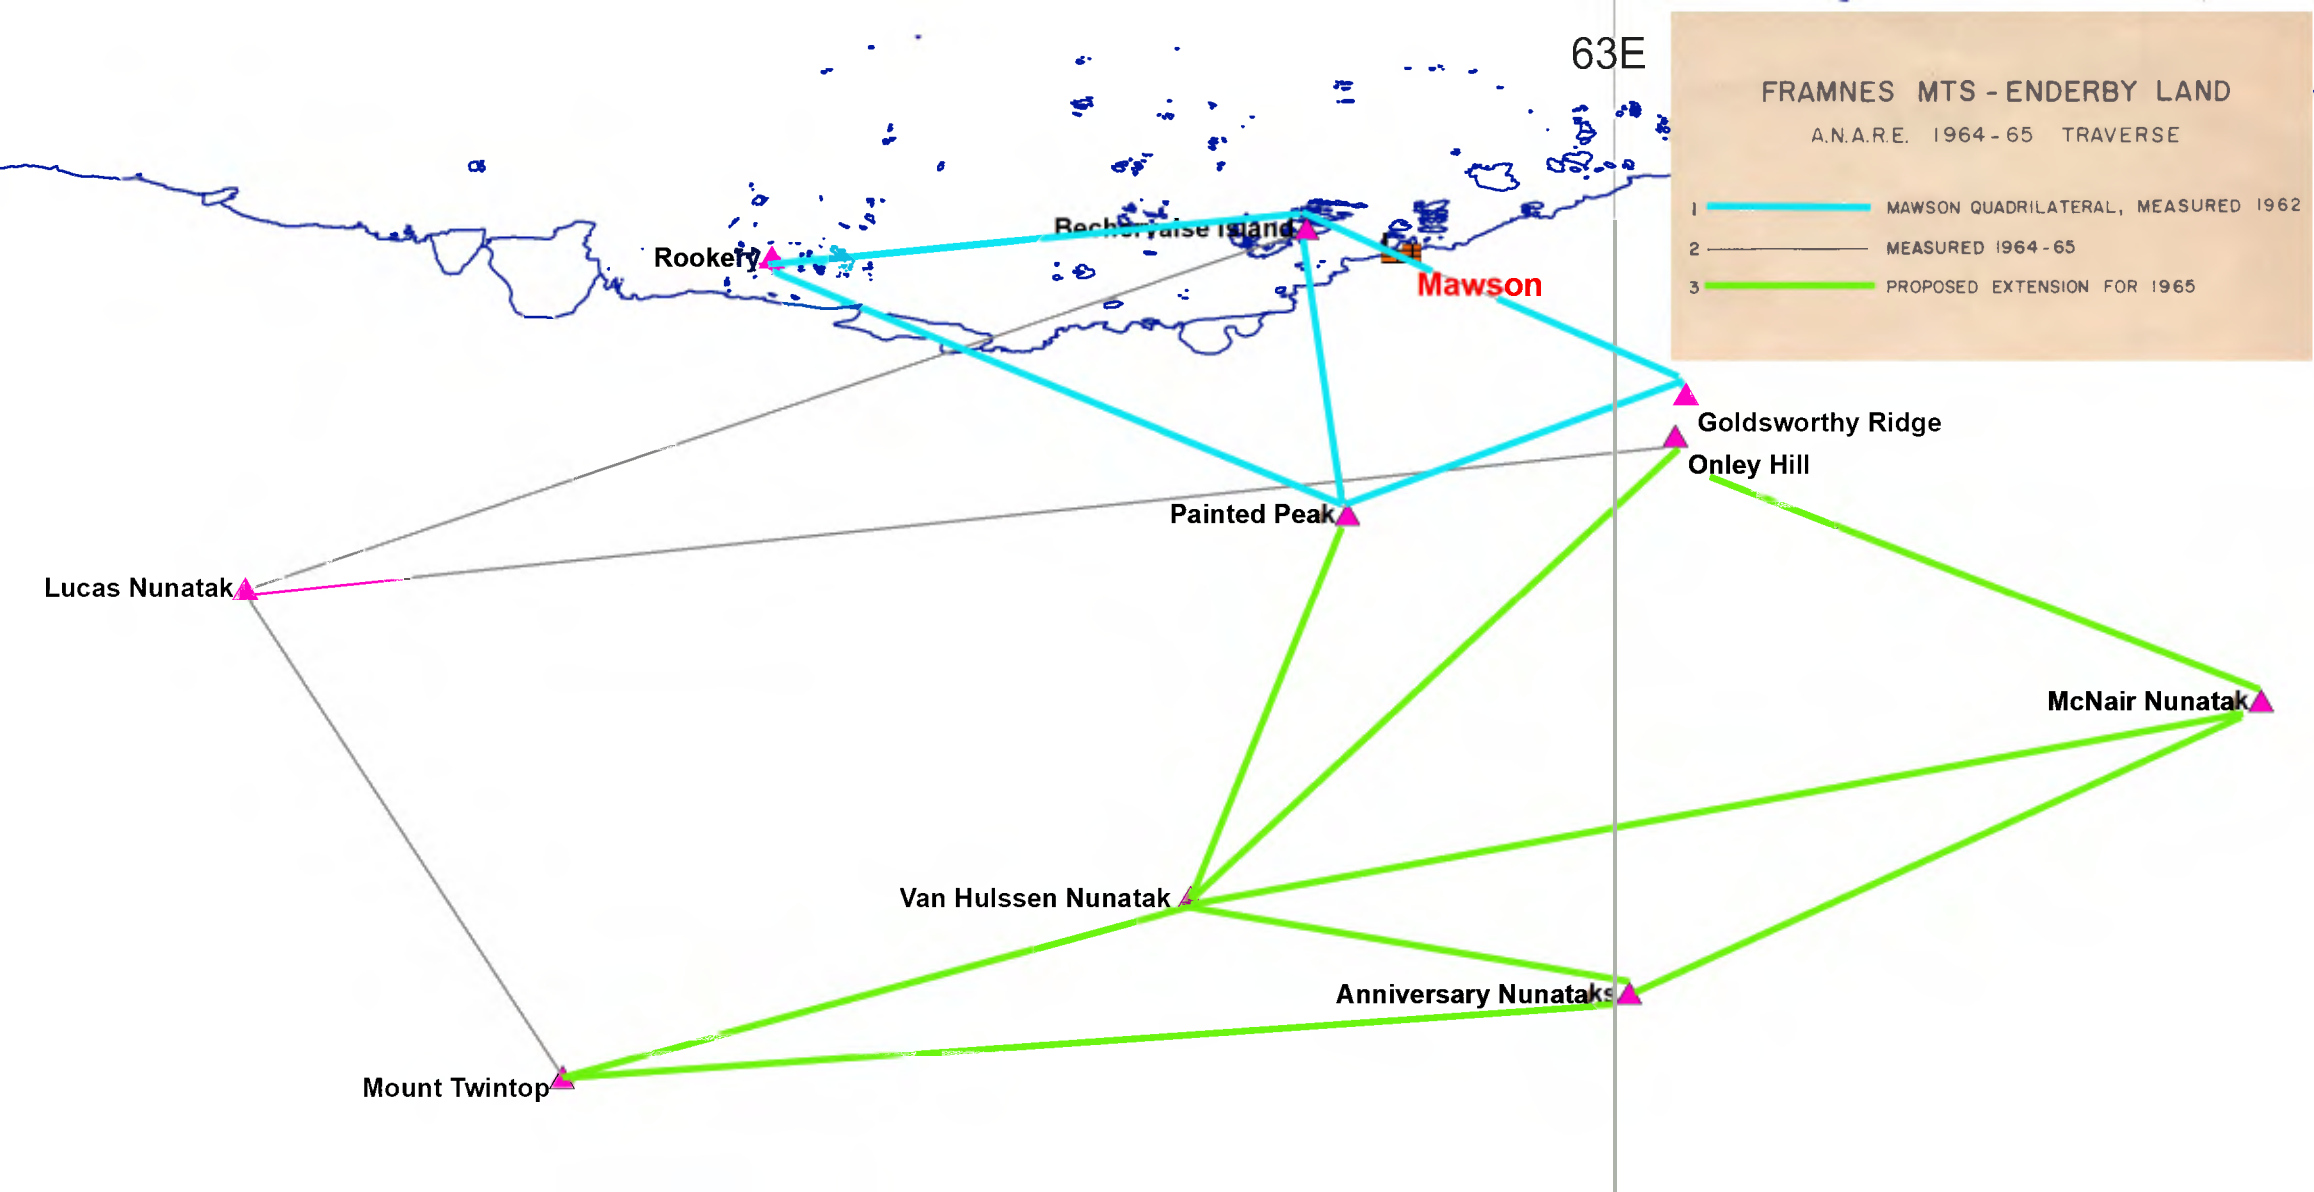 63E
FRAMNES MTS - ENDERBY LAND
A.N.A.R.E. 1964-65 TRAVERSE
1 MAWSON QUADRILATERAL, MEASURED 1962
2 MEASURED 1964-65
3 PROPOSED EXTENSION FOR 1965
Bechervaise Island
Rookery
Mawson
Goldsworthy Ridge
Onley Hill
Painted Peak
Lucas Nunatak
McNair Nunatak
Van Hulssen Nunatak
Anniversary Nunataks
Mount Twintop